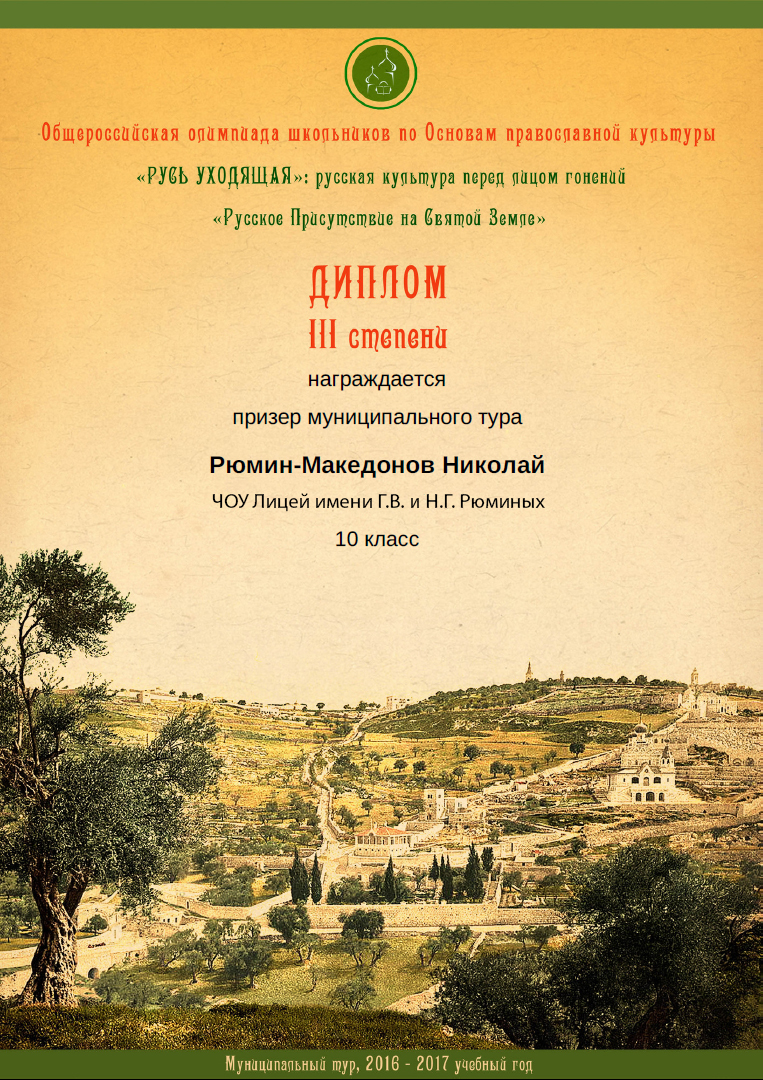 Общероссийская олимпиада школьников по Основам православной культуры
«РУСЬ УХОДЯЩАЯ»: русская культура перед лицом гонений
«Русское Присутствие на Святой Земле»
ДИПЛОМ
III степени
награждается
призер муниципального тура
Рюмин-Македонов Николай
ЧОУ Лицей имени Г.В. и Н.Г. Рюминых
10 класс
Муниципальный тур, 2016 - 2017 учебный год